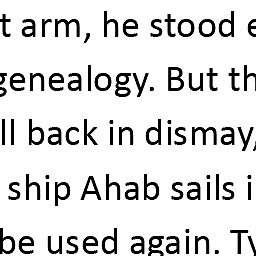 t arm, he stood e
genealogy. But th
ll back in dismay,
ship Ahab sails i
be used again. Ty